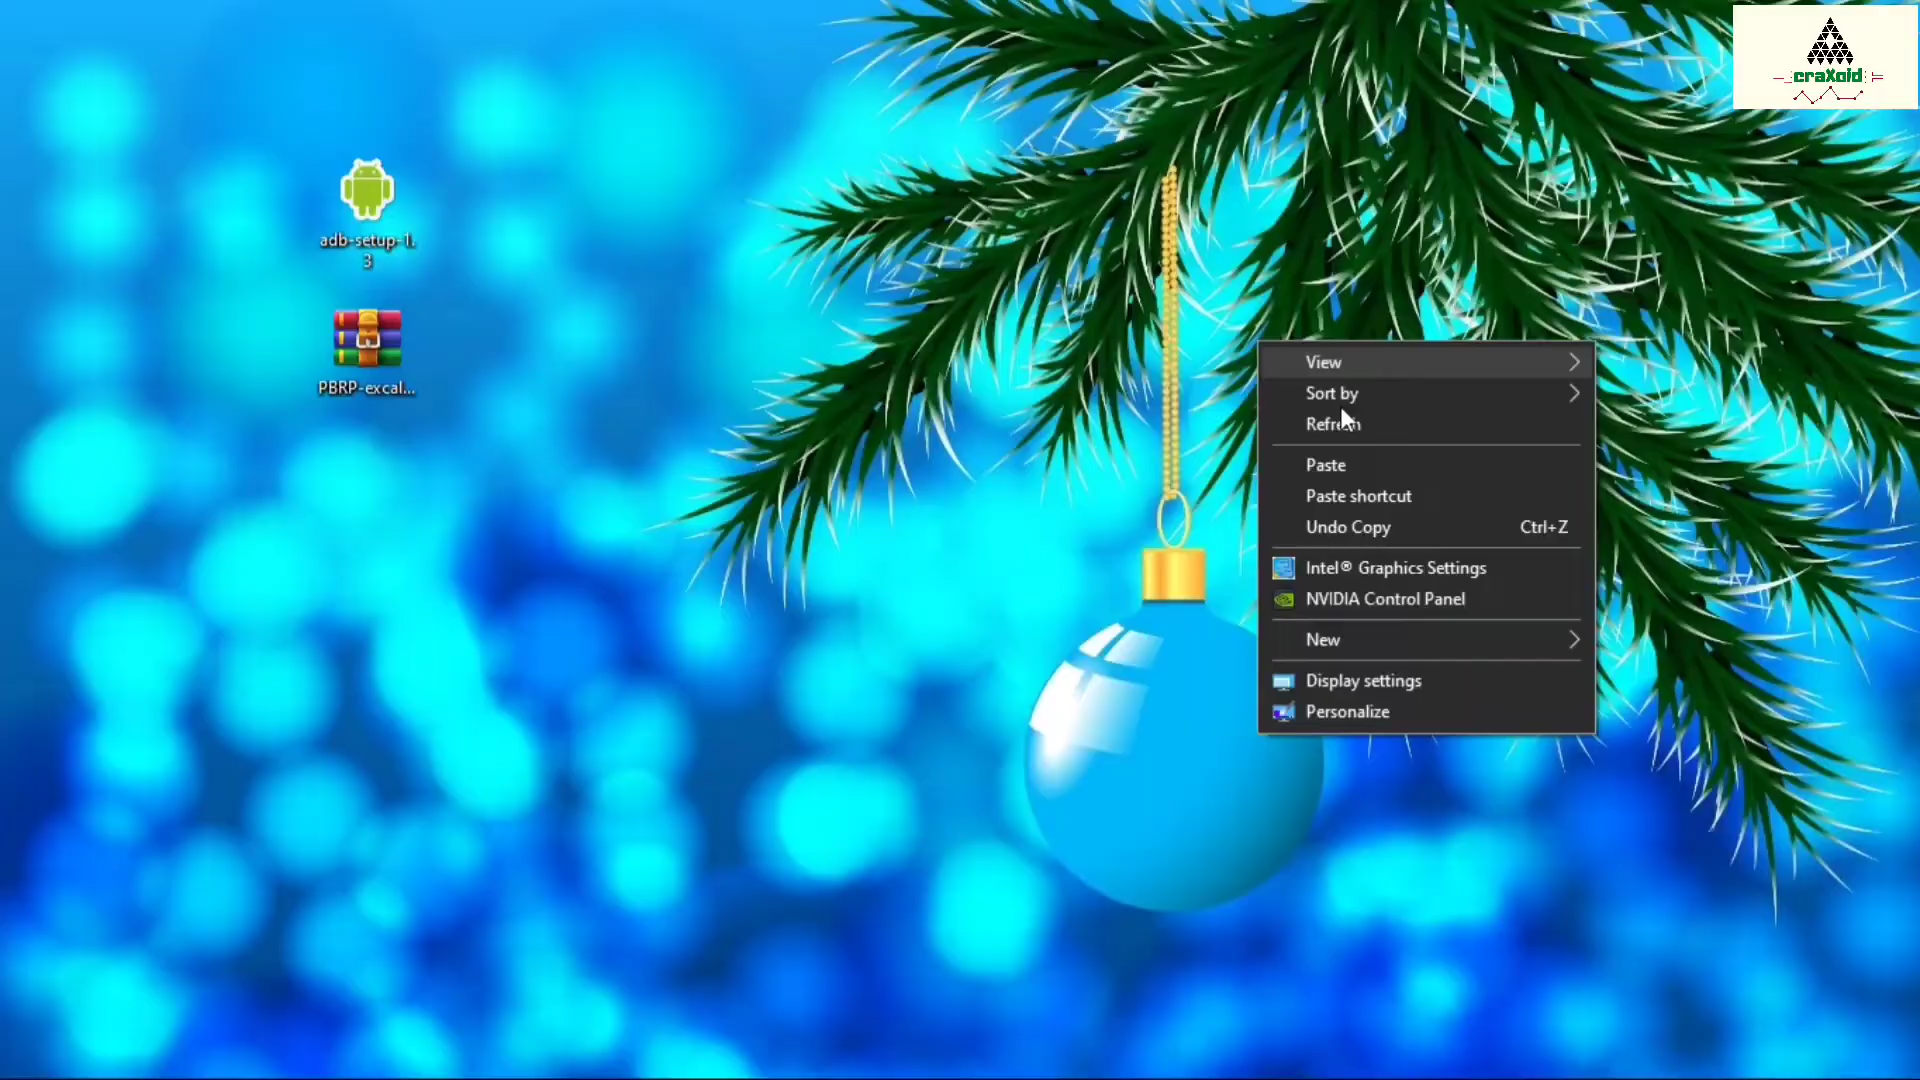 craXoid
adb-setup-1.
3
PBRP-excal...
View
Sort by
Refresh
Paste
Paste shortcut
Undo Copy Ctrl+Z
Intel® Graphics Settings
NVIDIA Control Panel
New
Display settings
Personalize